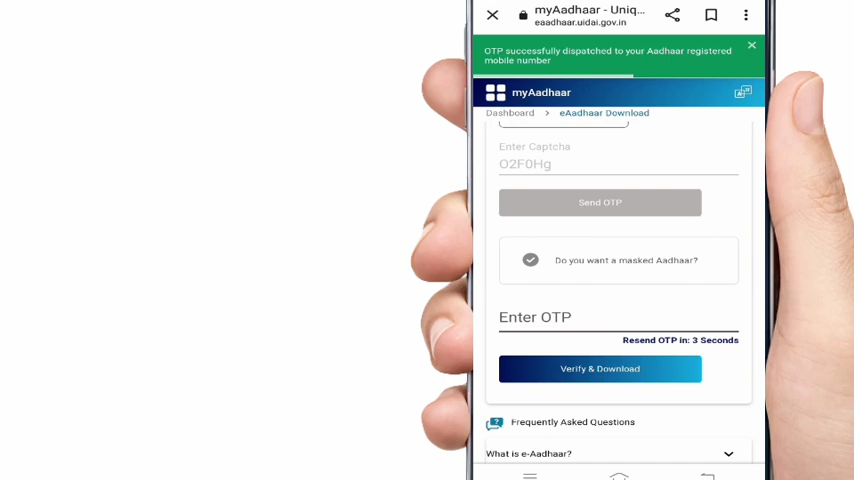 myAadhaar - Uniq...
eaadhaar.uidai.gov.in
OTP successfully dispatched to your Aadhaar registered
mobile number
myAadhaar
Dashboard > eAadhaar Download
Enter Captcha
O2F0Hg
Send OTP
Do you want a masked Aadhaar?
Enter OTP
Resend OTP in: 3 Seconds
Verify & Download
Frequently Asked Questions
What is e-Aadhaar?